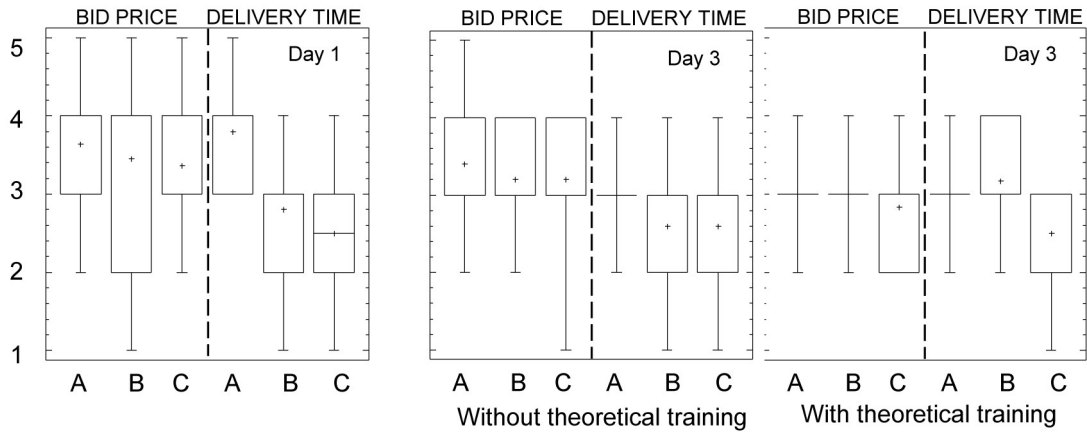 BID PRICE DELIVERY TIME BID PRICE DELIVERY TIME BID PRICE DELIVERY TIME
5 Day 1 Day 3 Day 3
4
3
2
1
A B C A B C A B C A B C A B C A B C
Without theoretical training With theoretical training